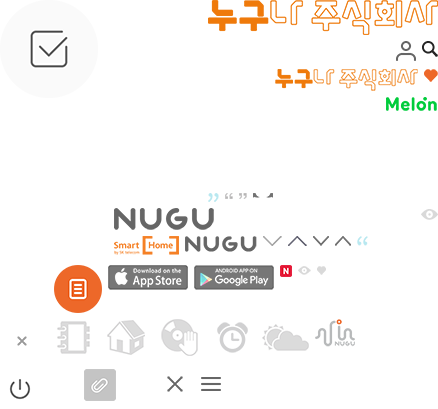 누구나 주식회사
누구나 주식회사
Melon
NUGU
Smart [Home]
by SK telecom
NUGU
Download on the
App Store
ANDROID APP ON
Google Play
N
NUGU